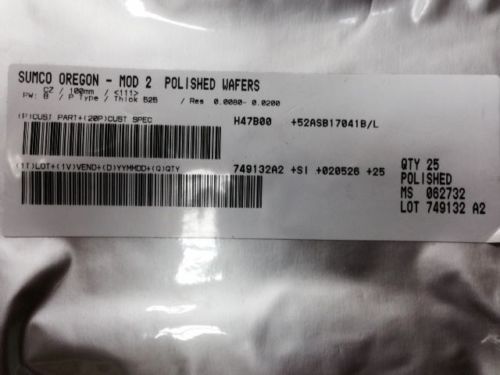 SUMCO OREGON - MOD 2 POLISHED WAFERS
CZ / 100mm / <111>
PW: B / P Type / Thick 525 / Res 0.0080- 0.0200
(P)CUST PART+(20P)CUST SPEC H47B00 +52ASB17041B/L
(1T)LOT+(1V)VEND+(D)YYMMDD+(Q)QTY 749132A2 +SI +020526 +25
QTY 25
POLISHED
MS 062732
LOT 749132 A2